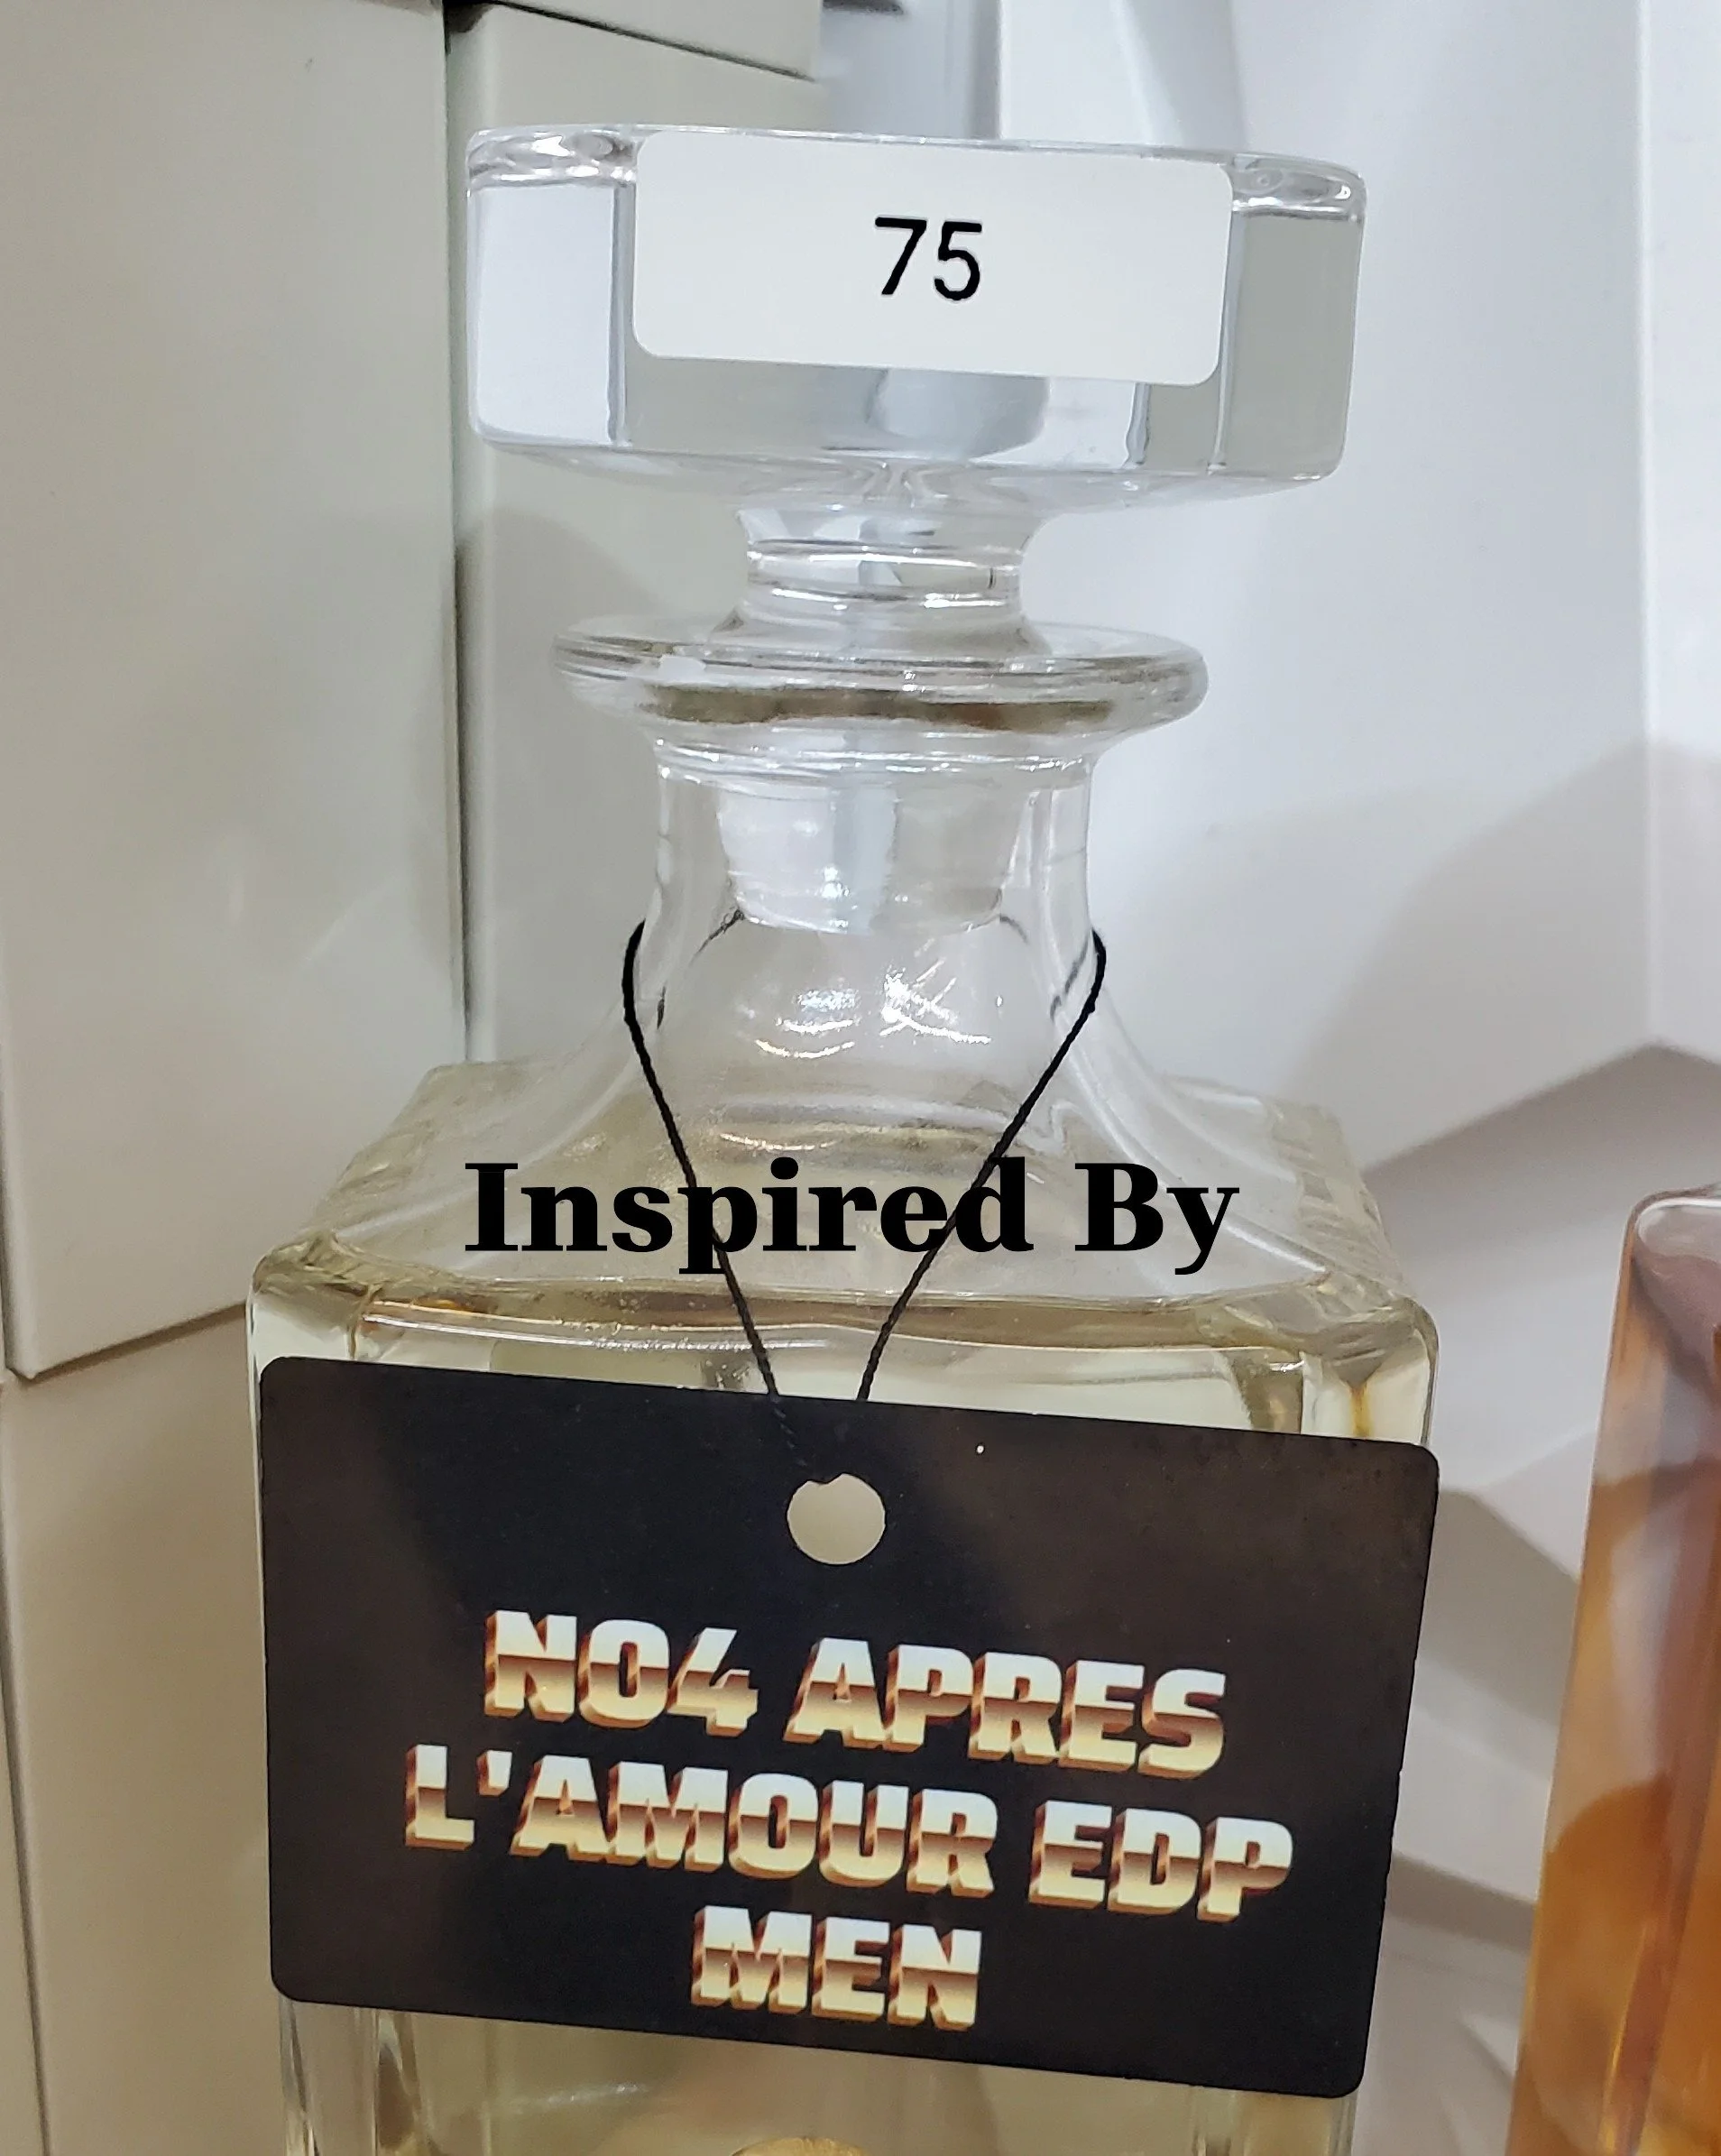 75
Inspired By
NO4 APRES
L'AMOUR EDP
MEN